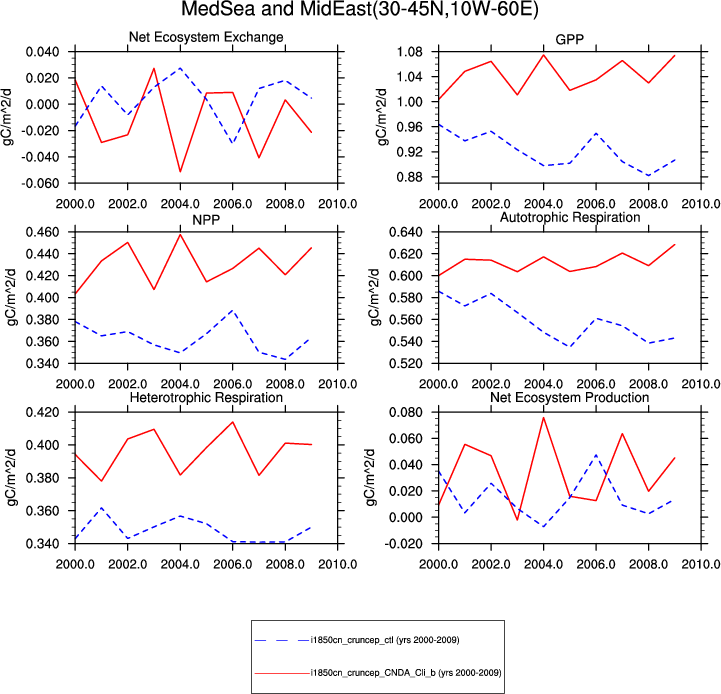 MedSea and MidEast(30-45N,10W-60E)
Net Ecosystem Exchange
gC/m^2/d
0.040
0.020
0.000
-0.020
-0.040
-0.060
2000.0 2002.0 2004.0 2006.0 2008.0 2010.0
GPP
gC/m^2/d
1.08
1.04
1.00
0.96
0.92
0.88
2000.0 2002.0 2004.0 2006.0 2008.0 2010.0
NPP
gC/m^2/d
0.460
0.440
0.420
0.400
0.380
0.360
0.340
2000.0 2002.0 2004.0 2006.0 2008.0 2010.0
Autotrophic Respiration
gC/m^2/d
0.640
0.600
0.580
0.560
0.540
0.520
2000.0 2002.0 2004.0 2006.0 2008.0 2010.0
Heterotrophic Respiration
gC/m^2/d
0.420
0.400
0.380
0.360
0.340
2000.0 2002.0 2004.0 2006.0 2008.0 2010.0
Net Ecosystem Production
gC/m^2/d
0.080
0.060
0.040
0.020
0.000
-0.020
2000.0 2002.0 2004.0 2006.0 2008.0 2010.0
i1850cn_cruncep_ctl (yrs 2000-2009)
i1850cn_cruncep_CNDA_Cli_b (yrs 2000-2009)